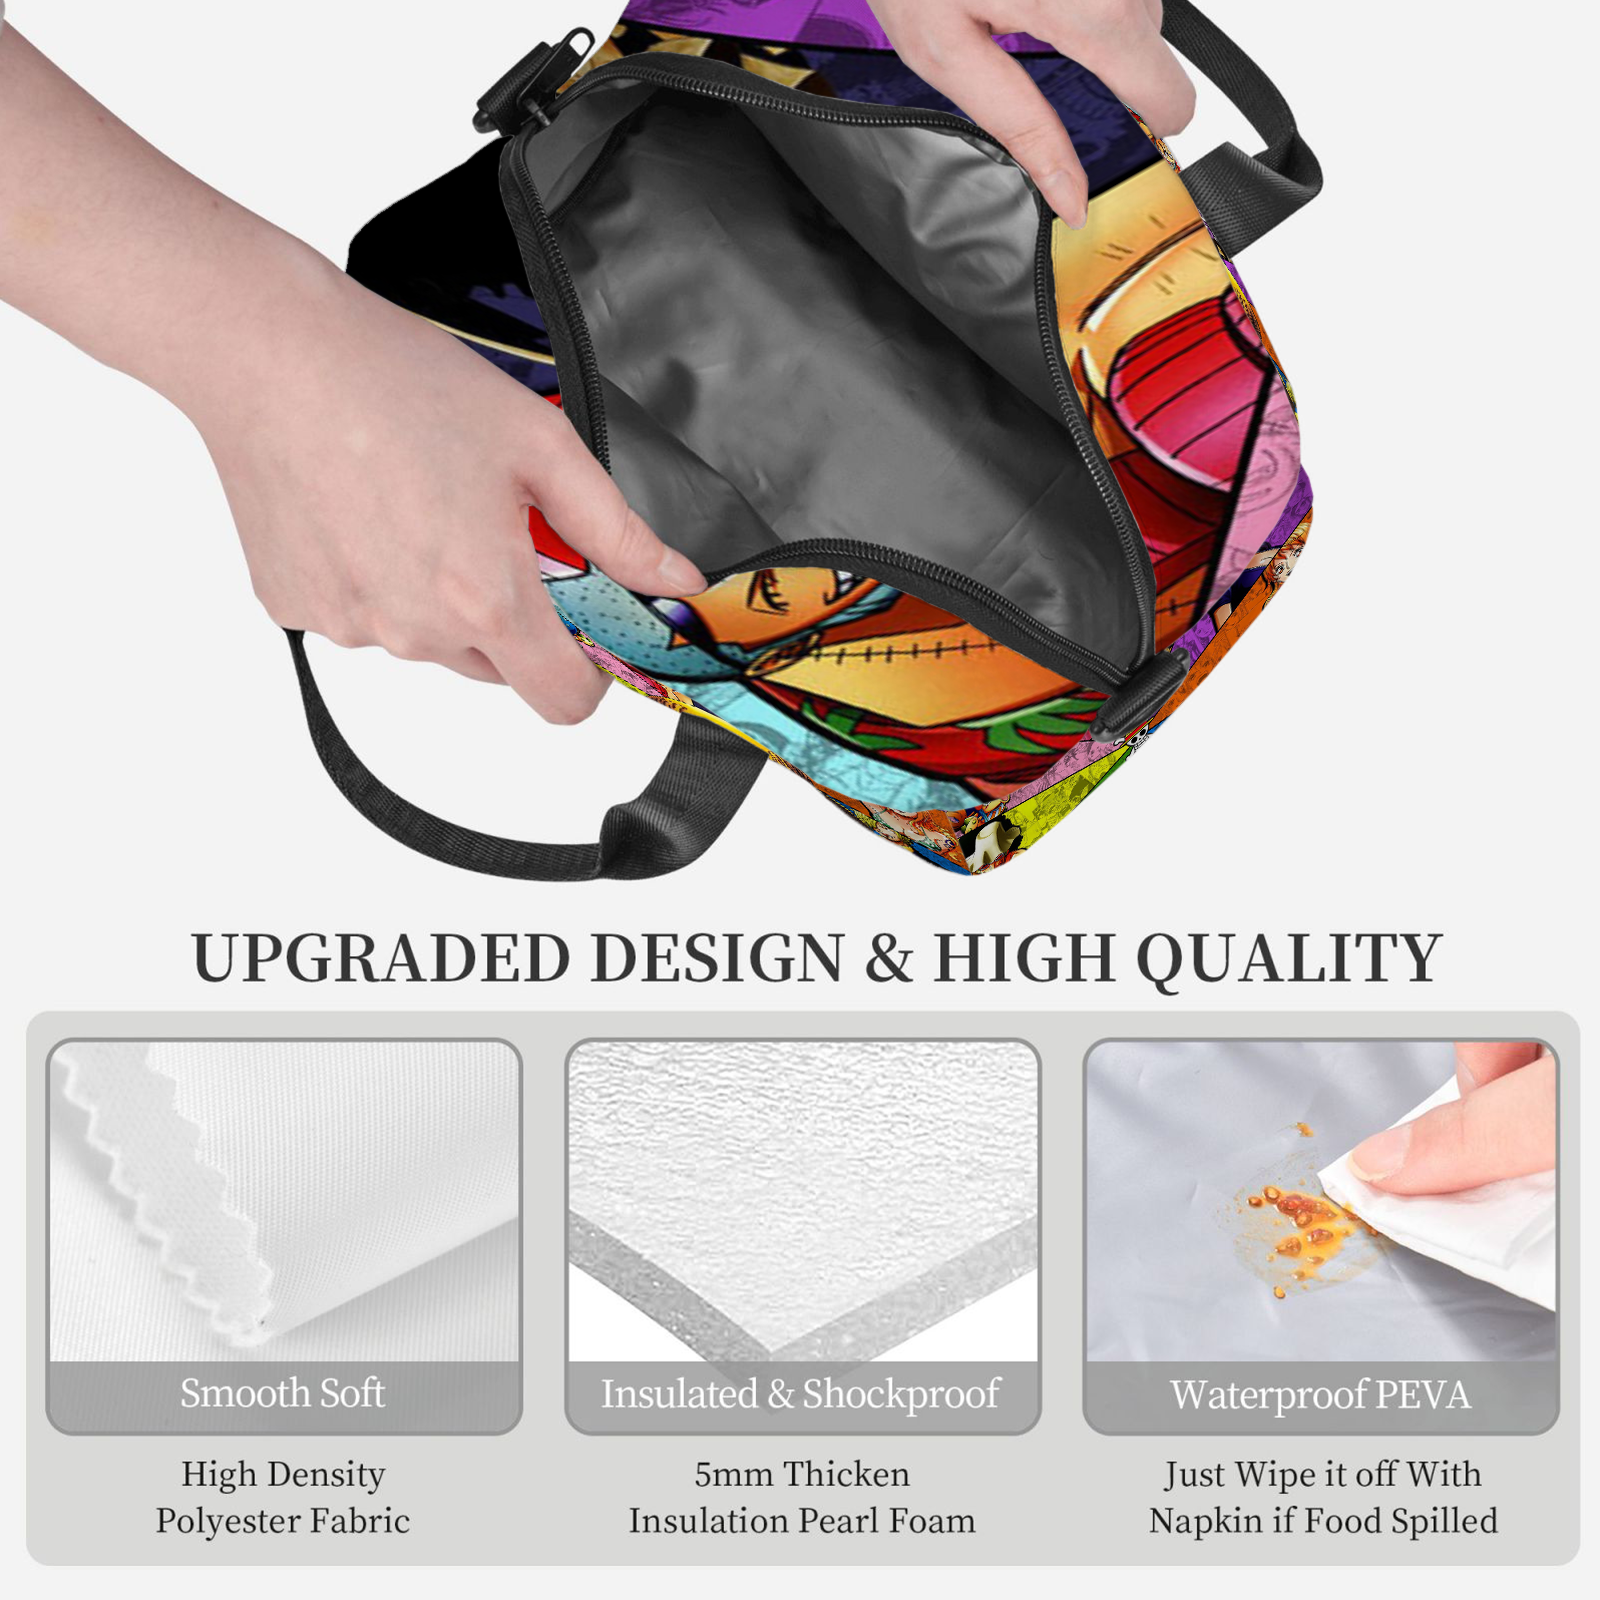 UPGRADED DESIGN & HIGH QUALITY
Smooth Soft
Insulated & Shockproof
Waterproof PEVA
High Density
Polyester Fabric
5mm Thicken
Insulation Pearl Foam
Just Wipe it off With
Napkin if Food Spilled